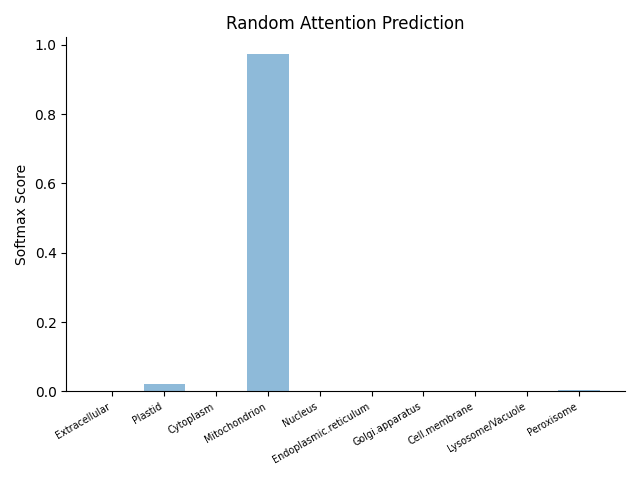 Random Attention Prediction
Softmax Score
1.0
0.8
0.6
0.4
0.2
0.0
Extracellular
Plastid
Cytoplasm
Mitochondrion
Nucleus
Endoplasmic.reticulum
Golgi.apparatus
Cell.membrane
Lysosome/Vacuole
Peroxisome